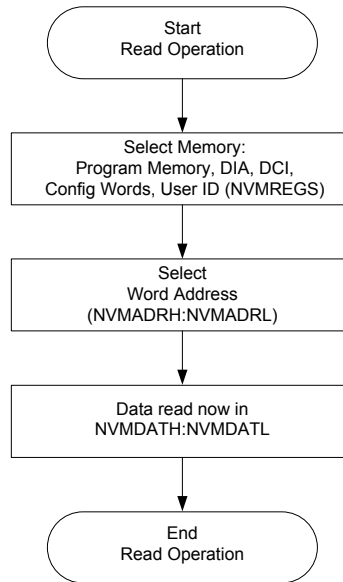 Start
Read Operation
Select Memory:
Program Memory, DIA, DCI,
Config Words, User ID (NVMREGS)
Select
Word Address
(NVMADRH:NVMADRL)
Data read now in
NVMDATH:NVMDATL
End
Read Operation